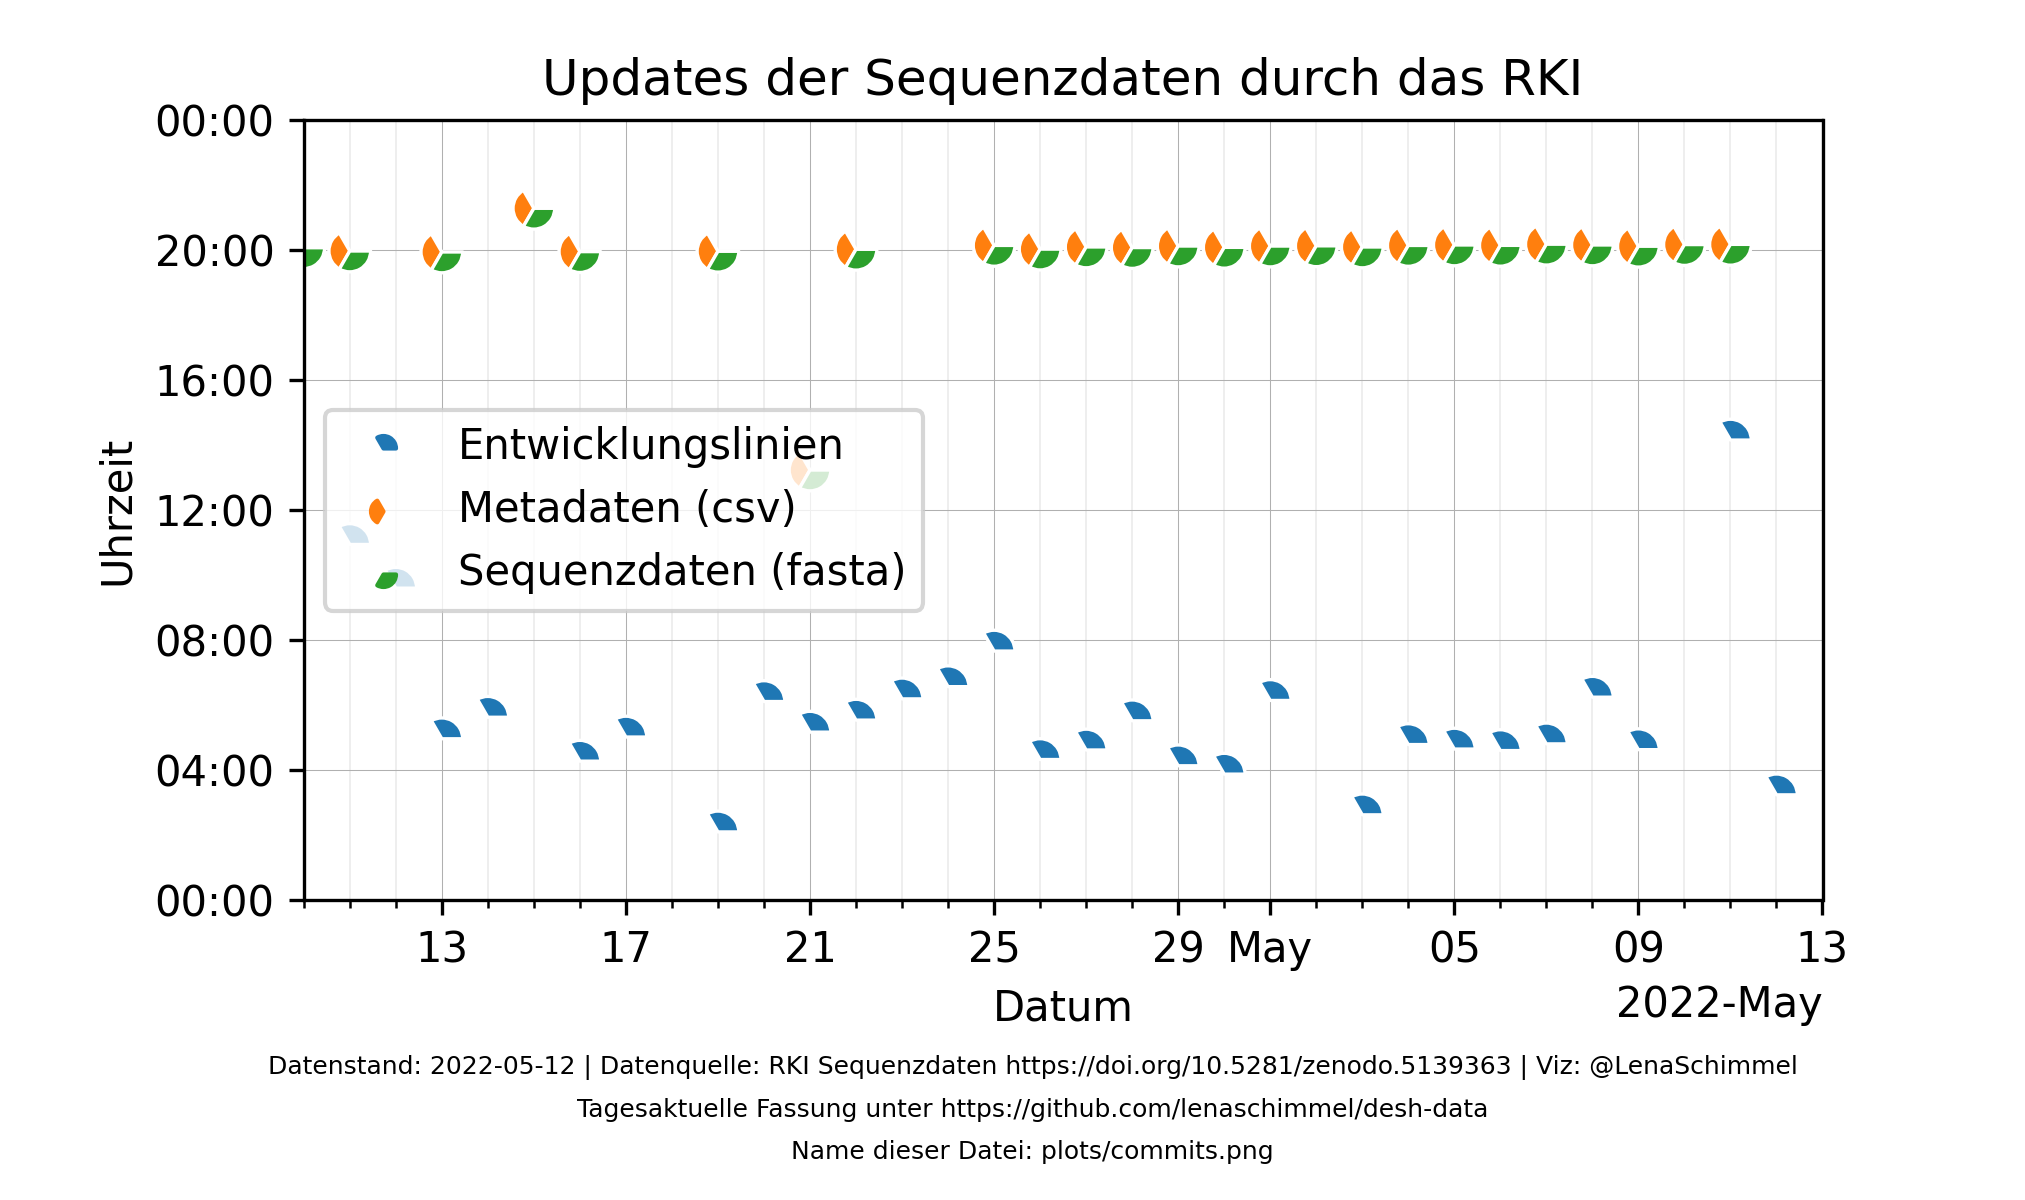 Updates der Sequenzdaten durch das RKI
00:00
20:00
16:00
12:00
08:00
04:00
00:00
Uhrzeit
Entwicklungslinien
Metadaten (csv)
Sequenzdaten (fasta)
13 17 21 25 29 May 05 09 13
Datum
2022-May
Datenstand: 2022-05-12 | Datenquelle: RKI Sequenzdaten https://doi.org/10.5281/zenodo.5139363 | Viz: @LenaSchimmel
Tagesaktuelle Fassung unter https://github.com/lenaschimmel/desh-data
Name dieser Datei: plots/commits.png